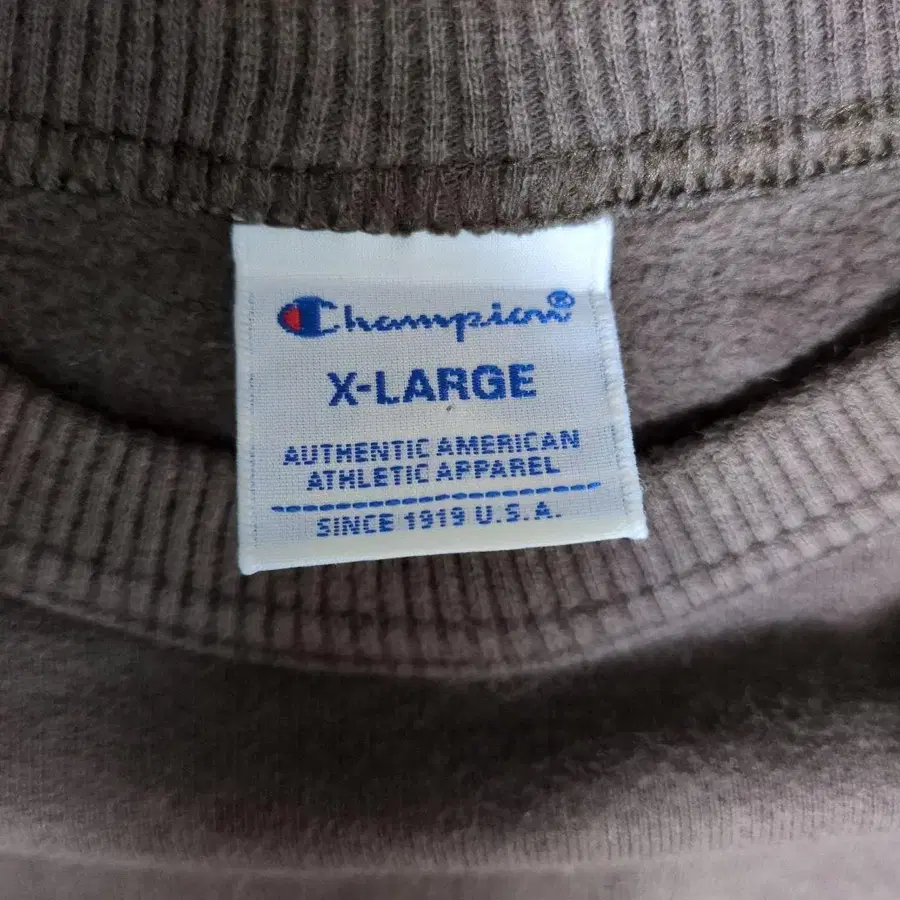 Champion®
X-LARGE
AUTHENTIC AMERICAN
ATHLETIC APPAREL
SINCE 1919 U.S.A.